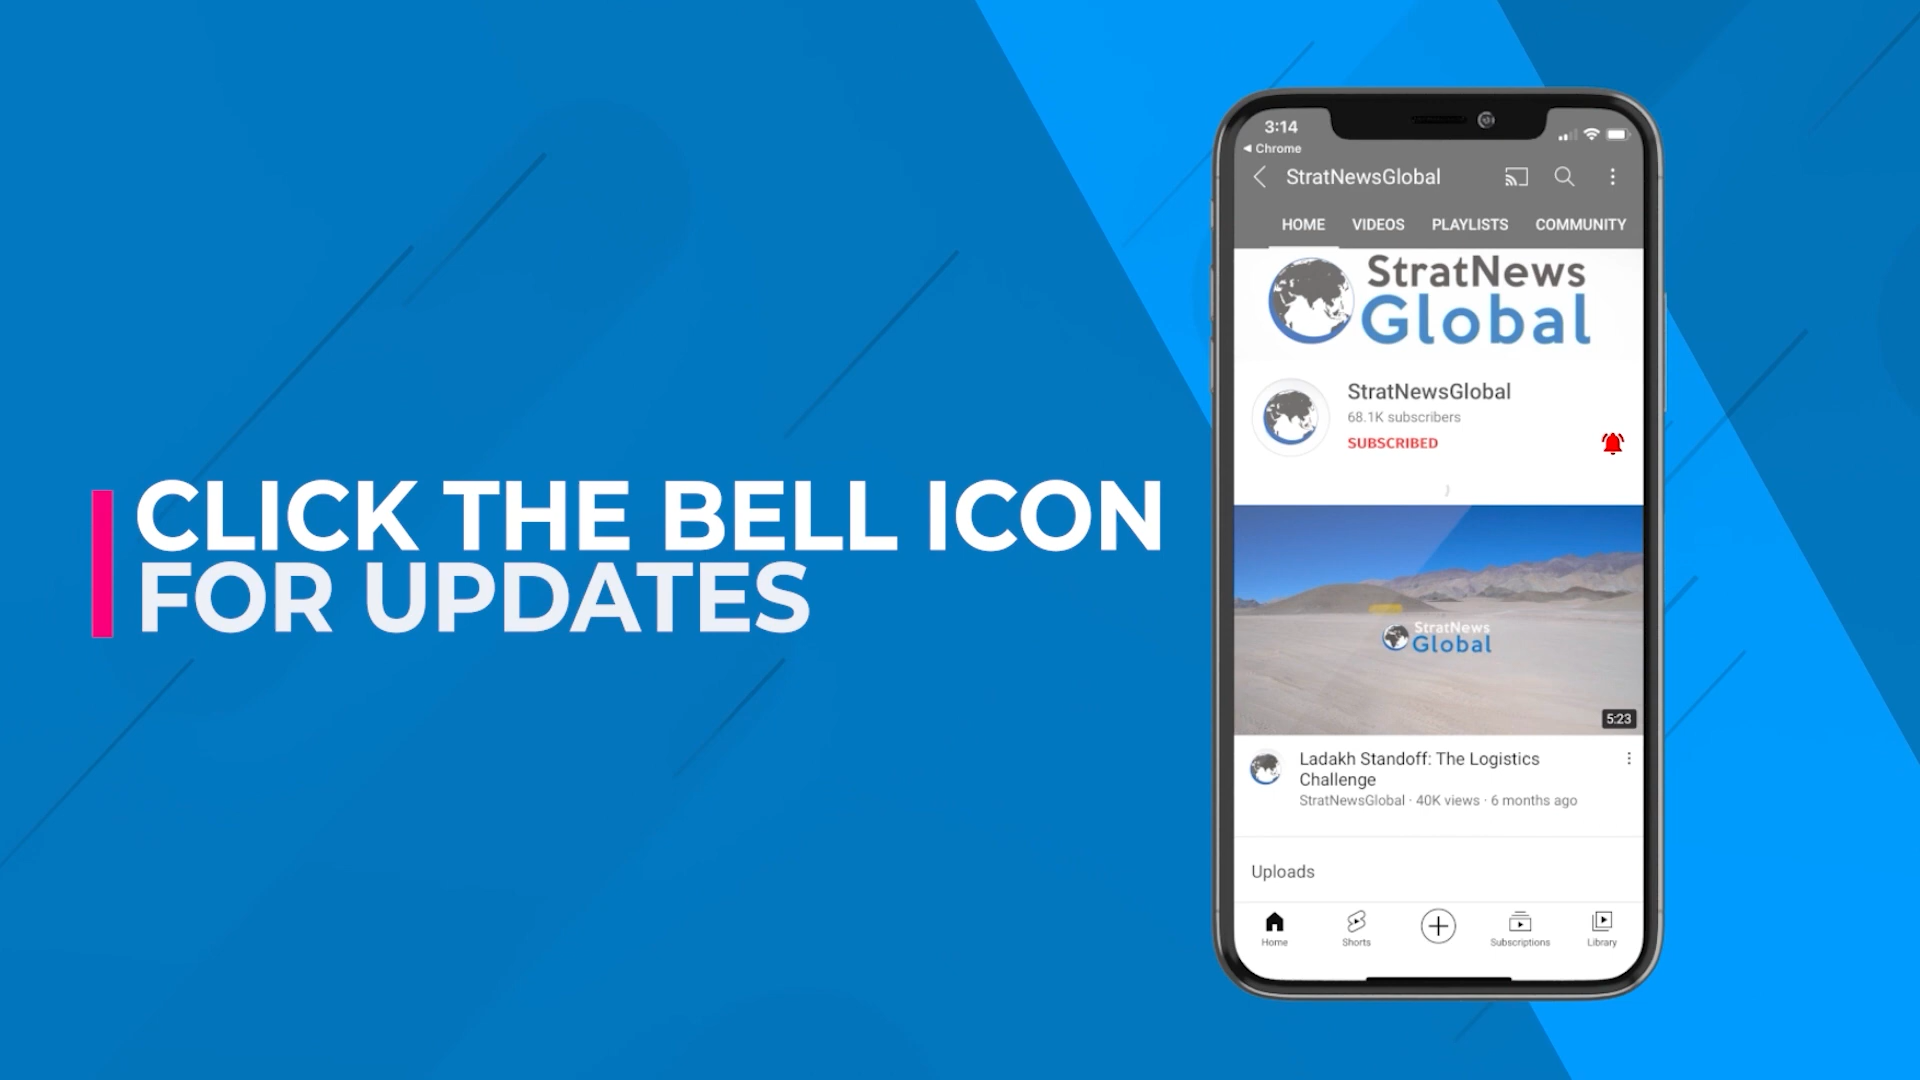 CLICK THE BELL ICON
FOR UPDATES
3:14
Chrome
StratNewsGlobal
HOME VIDEOS PLAYLISTS COMMUNITY
StratNews
Global
StratNewsGlobal
68.1K subscribers
SUBSCRIBED
StratNews
Global
5:23
Ladakh Standoff: The Logistics
Challenge
StratNewsGlobal · 40K views · 6 months ago
Uploads
Home Shorts Subscriptions Library